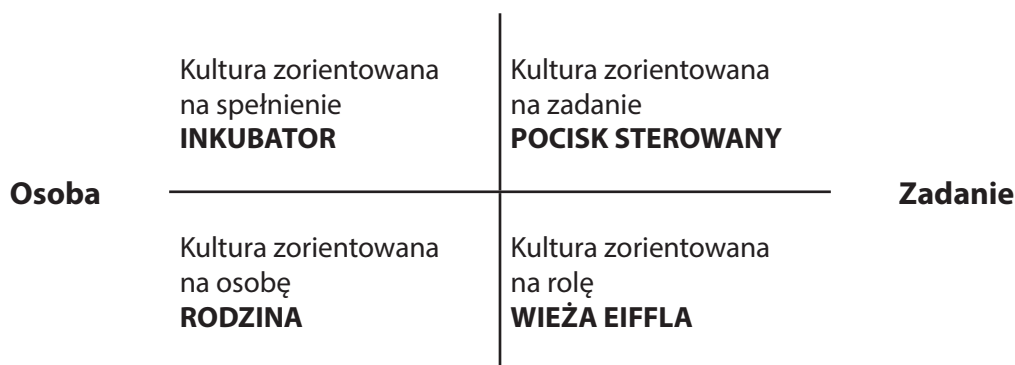 Kultura zorientowana
na spełnienie
INKUBATOR
Kultura zorientowana
na zadanie
POCISK STEROWANY
Osoba
Zadanie
Kultura zorientowana
na osobę
RODZINA
Kultura zorientowana
na rolę
WIEŻA EIFFLA